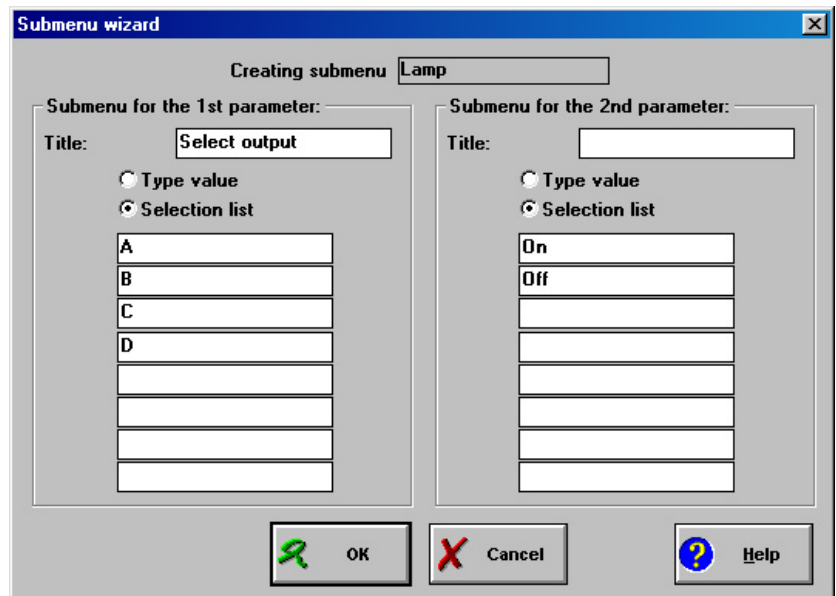 Submenu wizard
Creating submenu Lamp
Submenu for the 1st parameter:
Title: Select output
Type value
Selection list
A
B
C
D
Submenu for the 2nd parameter:
Title:
Type value
Selection list
On
Off
OK
Cancel
Help